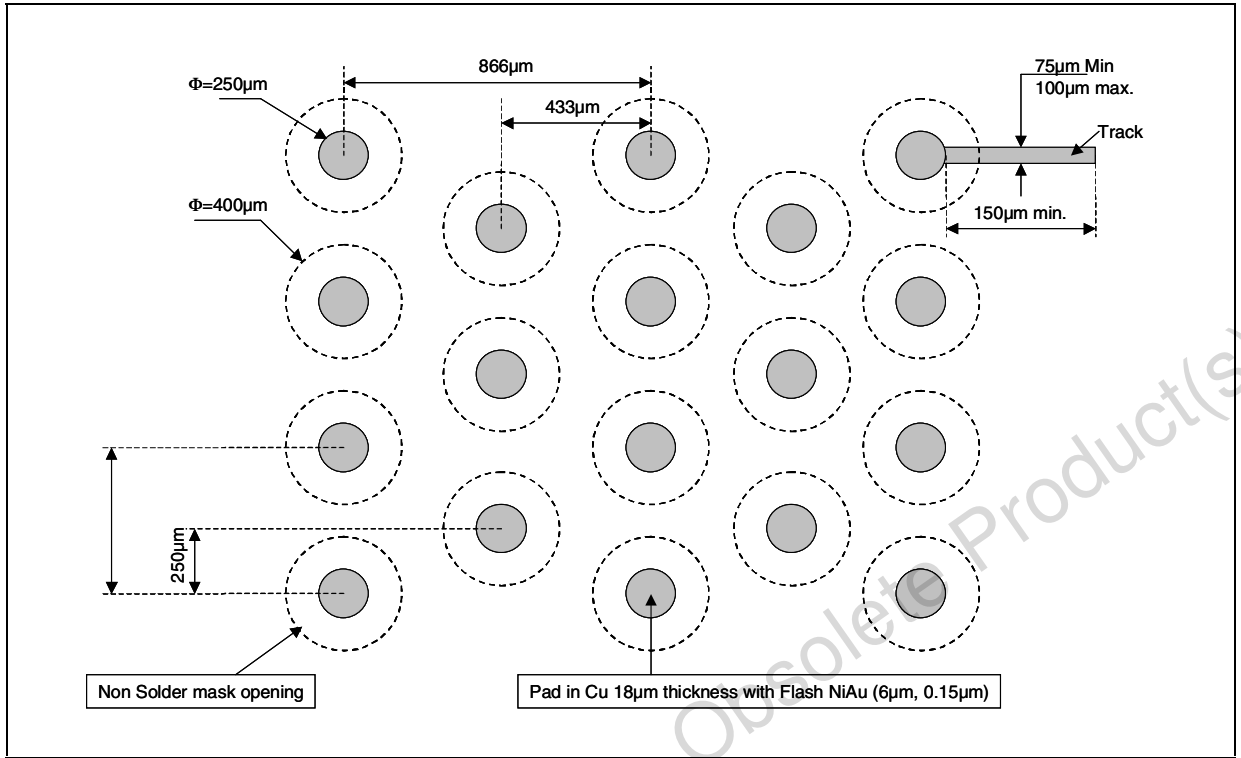 866µm
Φ=250µm
75µm Min
100µm max.
433µm
Track
Φ=400µm
150µm min.
250µm
Non Solder mask opening
Pad in Cu 18µm thickness with Flash NiAu (6µm, 0.15µm)
Obsolete Product(s